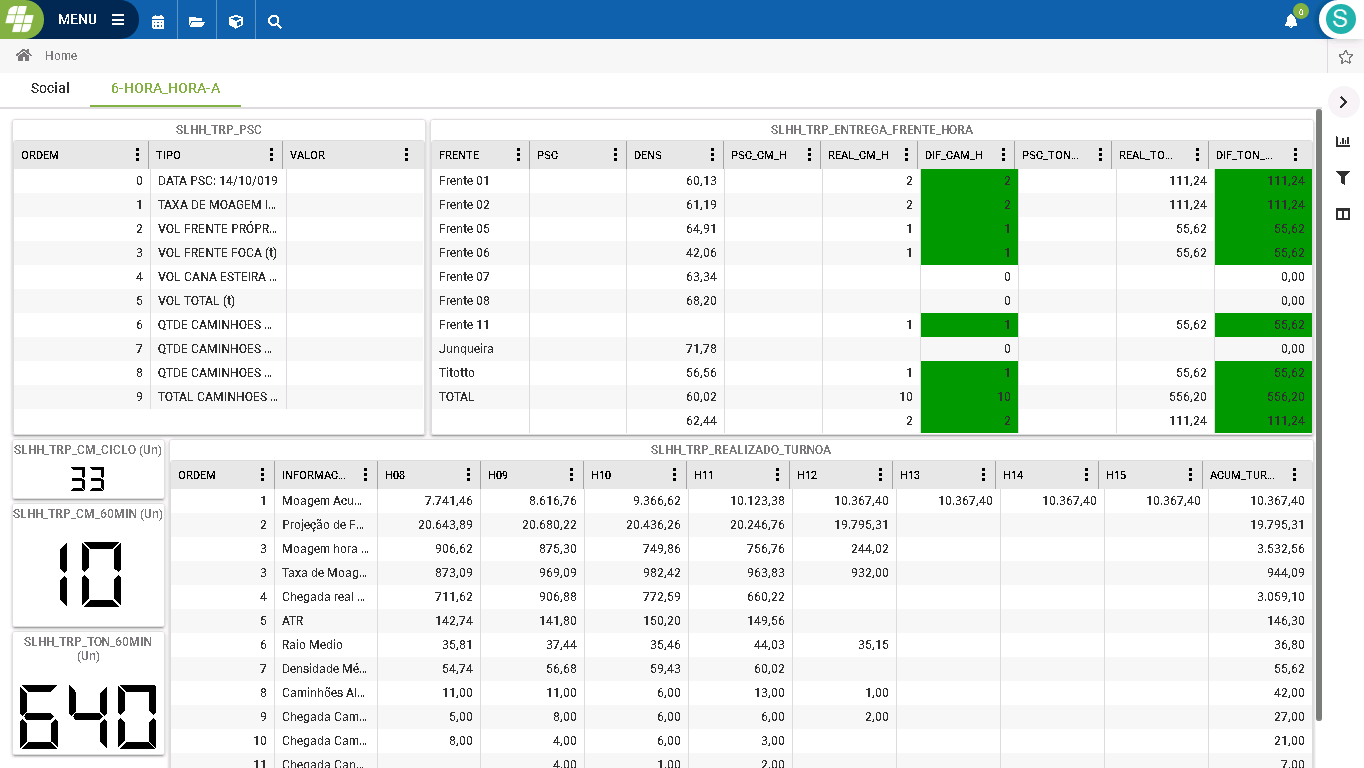 MENU
0
S
Home
Social 6-HORA_HORA-A
SLHH_TRP_PSC
ORDEM TIPO VALOR
0 DATA PSC: 14/10/019
1 TAXA DE MOAGEM I...
2 VOL FRENTE PRÓPR...
3 VOL FRENTE FOCA (t)
4 VOL CANA ESTEIRA ...
5 VOL TOTAL (t)
6 QTDE CAMINHOES ...
7 QTDE CAMINHOES ...
8 QTDE CAMINHOES ...
9 TOTAL CAMINHOES ...
SLHH_TRP_ENTREGA_FRENTE_HORA
FRENTE PSC DENS PSC_CM_H REAL_CM_H DIF_CAM_H PSC_TON... REAL_TO... DIF_TON_...
Frente 01 60,13 2 2 111,24 111,24
Frente 02 61,19 2 2 111,24 111,24
Frente 05 64,91 1 1 55,62 55,62
Frente 06 42,06 1 1 55,62 55,62
Frente 07 63,34 0 0,00
Frente 08 68,20 0 0,00
Frente 11 1 1 55,62 55,62
Junqueira 71,78 0 0,00
Titotto 56,56 1 1 55,62 55,62
TOTAL 60,02 10 10 556,20 556,20
62,44 2 2 111,24 111,24
SLHH_TRP_CM_CICLO (Un)
33
SLHH_TRP_CM_60MIN (Un)
10
SLHH_TRP_TON_60MIN
(Un)
640
SLHH_TRP_REALIZADO_TURNOA
ORDEM INFORMAC... H08 H09 H10 H11 H12 H13 H14 H15 ACUM_TUR...
1 Moagem Acu... 7.741,46 8.616,76 9.366,62 10.123,38 10.367,40 10.367,40 10.367,40 10.367,40 10.367,40
2 Projeção de F... 20.643,89 20.680,22 20.436,26 20.246,76 19.795,31 19.795,31
3 Moagem hora ... 906,62 875,30 749,86 756,76 244,02 3.532,56
3 Taxa de Moag... 873,09 969,09 982,42 963,83 932,00 944,09
4 Chegada real ... 711,62 906,88 772,59 660,22 3.059,10
5 ATR 142,74 141,80 150,20 149,56 146,30
6 Raio Medio 35,81 37,44 35,46 44,03 35,15 36,80
7 Densidade Mé... 54,74 56,68 59,43 60,02 55,62
8 Caminhões Al... 11,00 11,00 6,00 13,00 1,00 42,00
9 Chegada Cam... 5,00 8,00 6,00 6,00 2,00 27,00
10 Chegada Cam... 8,00 4,00 6,00 3,00 21,00
11 Chegada Can... 4,00 1,00 2,00 7,00